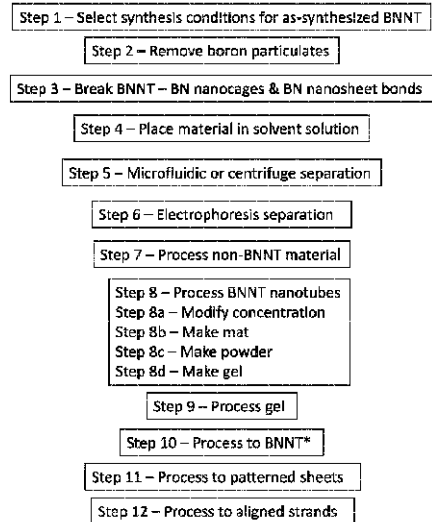 Step 1 – Select synthesis conditions for as-synthesized BNNT
Step 2 – Remove boron particulates
Step 3 – Break BNNT – BN nanocages & BN nanosheet bonds
Step 4 – Place material in solvent solution
Step 5 – Microfluidic or centrifuge separation
Step 6 – Electrophoresis separation
Step 7 – Process non-BNNT material
Step 8 – Process BNNT nanotubes
Step 8a – Modify concentration
Step 8b – Make mat
Step 8c – Make powder
Step 8d – Make gel
Step 9 – Process gel
Step 10 – Process to BNNT*
Step 11 – Process to patterned sheets
Step 12 – Process to aligned strands